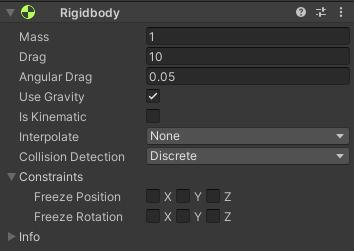 Rigidbody
Mass 1
Drag 10
Angular Drag 0.05
Use Gravity
Is Kinematic
Interpolate None
Collision Detection Discrete
Constraints
Freeze Position X Y Z
Freeze Rotation X Y Z
Info